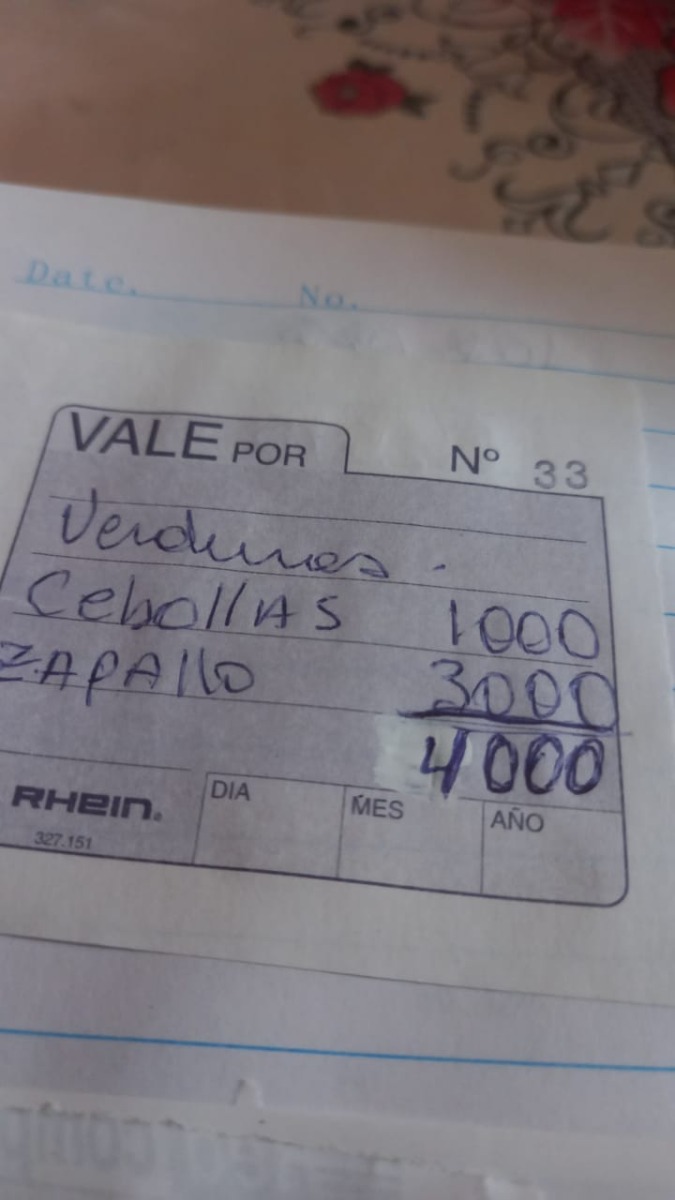 Date. No.
VALE POR Nº 33
Verduras.
CebollAS 1000
ZAPAllo 3000
4000
RHEIN.
327.151
DIA MES AÑO